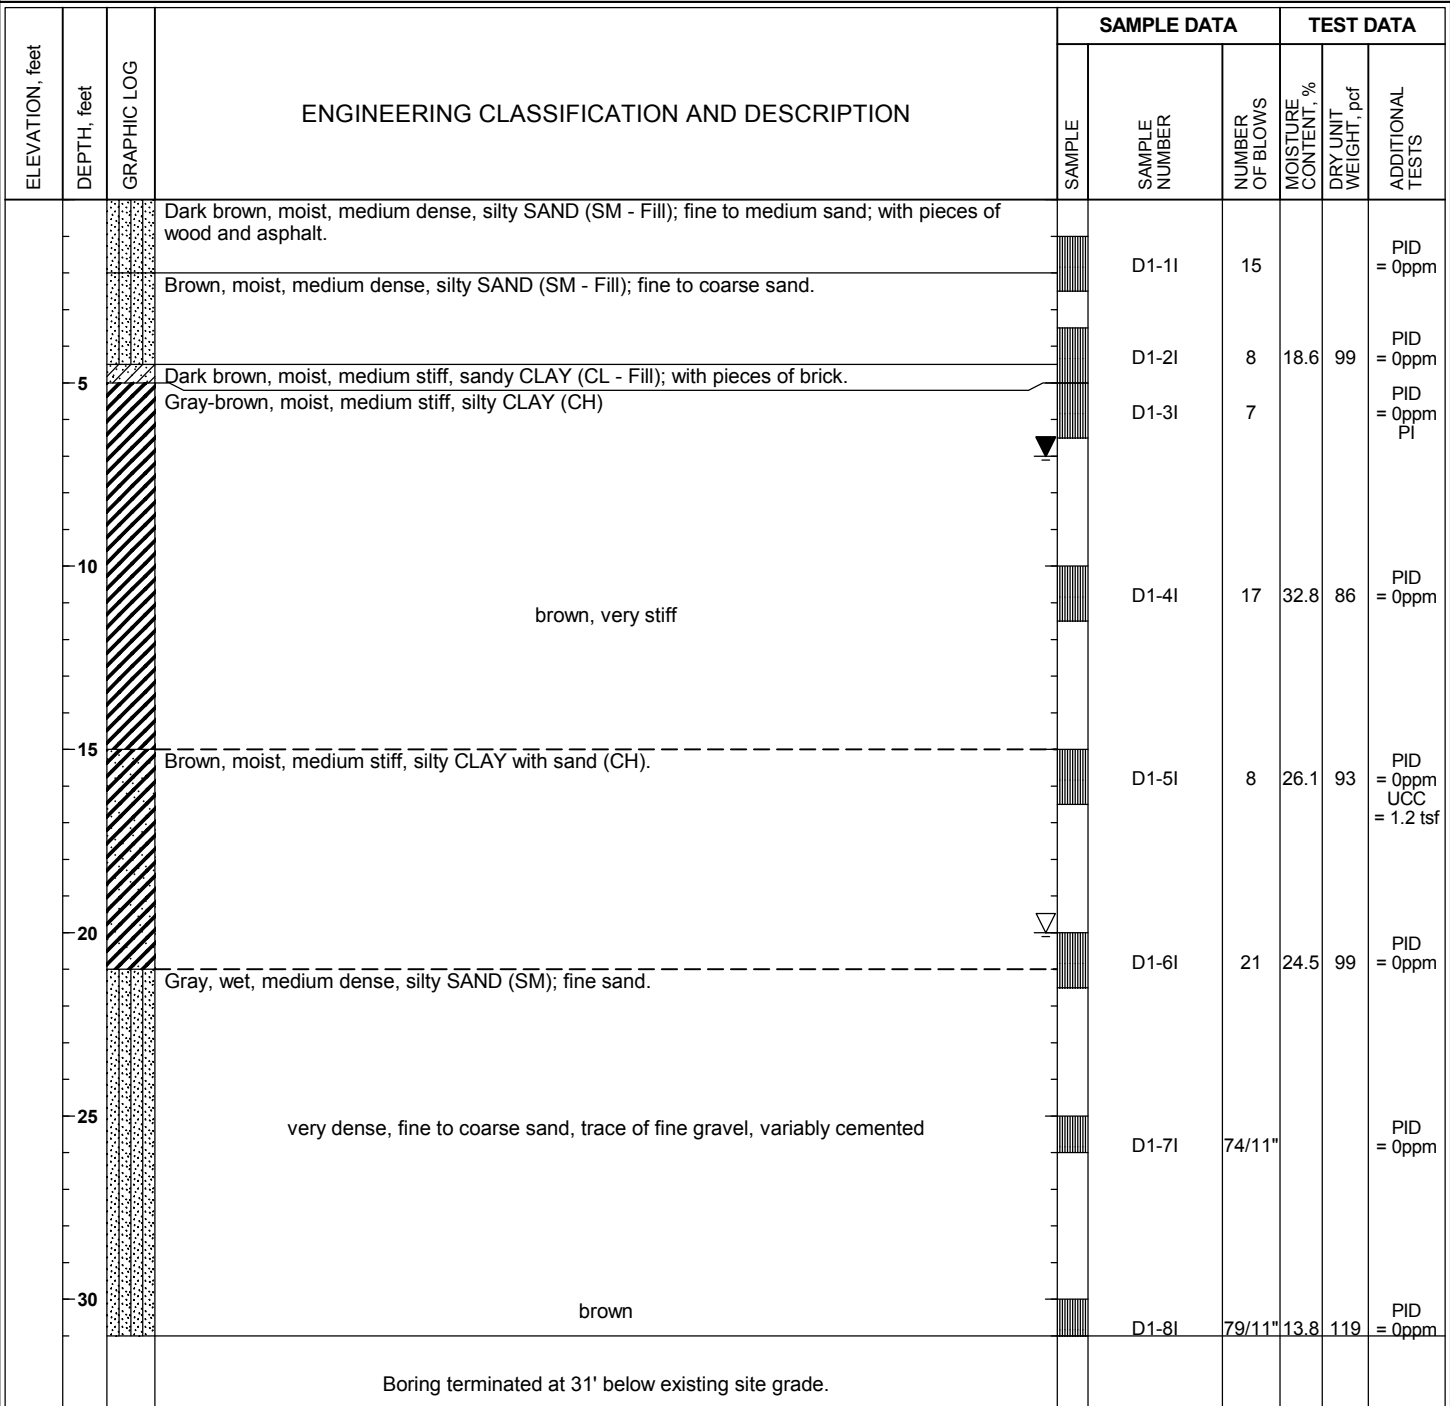 SAMPLE DATA TEST DATA
ELEVATION, feet
DEPTH, feet
GRAPHIC LOG
ENGINEERING CLASSIFICATION AND DESCRIPTION
SAMPLE
SAMPLE
NUMBER
NUMBER
OF BLOWS
MOISTURE
CONTENT, %
DRY UNIT
WEIGHT, pcf
ADDITIONAL
TESTS
Dark brown, moist, medium dense, silty SAND (SM - Fill); fine to medium sand; with pieces of
wood and asphalt.
PID
D1-1I 15 = 0ppm
Brown, moist, medium dense, silty SAND (SM - Fill); fine to coarse sand.
PID
D1-2I 8 18.6 99 = 0ppm
5 Dark brown, moist, medium stiff, sandy CLAY (CL - Fill); with pieces of brick.
Gray-brown, moist, medium stiff, silty CLAY (CH)
PID
D1-3I 7 = 0ppm
PI
10
PID
D1-4I 17 32.8 86 = 0ppm
brown, very stiff
15
Brown, moist, medium stiff, silty CLAY with sand (CH).
PID
D1-5I 8 26.1 93 = 0ppm
UCC
= 1.2 tsf
20
PID
D1-6I 21 24.5 99 = 0ppm
Gray, wet, medium dense, silty SAND (SM); fine sand.
25
very dense, fine to coarse sand, trace of fine gravel, variably cemented
PID
D1-7I 74/11" = 0ppm
30
brown
PID
D1-8I 79/11" 13.8 119 = 0ppm
Boring terminated at 31' below existing site grade.